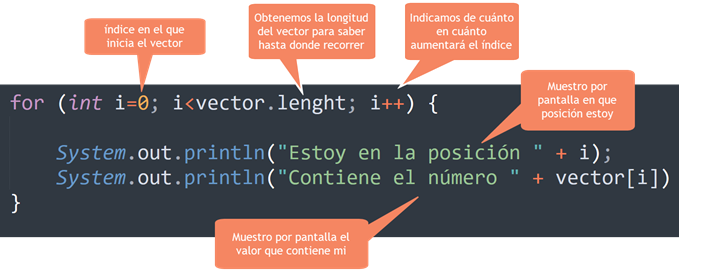 índice en el que
inicia el vector
Obtenemos la longitud
del vector para saber
hasta donde recorrer
Indicamos de cuánto
en cuánto
aumentará el índice
for (int i=0; i<vector.lenght; i++) {
Muestro por
pantalla en que
posición estoy
System.out.println("Estoy en la posición " + i);
System.out.println("Contiene el número " + vector[i])
}
Muestro por pantalla el
valor que contiene mi